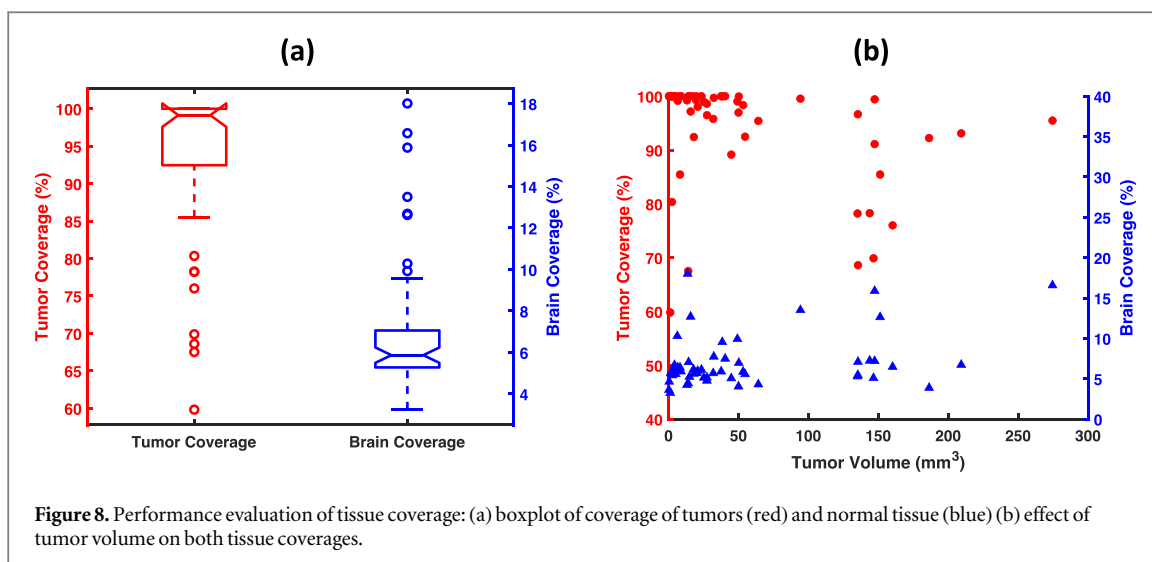 (a)
(b)
Tumor Coverage (%)
100
95
90
85
80
75
70
65
60
18
16
14
12
10
8
6
4
Brain Coverage (%)
Tumor Coverage
Brain Coverage
Tumor Coverage (%)
100
90
80
70
60
50
40
40
35
30
25
20
15
10
5
0
Brain Coverage (%)
0 50 100 150 200 250 300
Tumor Volume (mm³)
Figure 8. Performance evaluation of tissue coverage: (a) boxplot of coverage of tumors (red) and normal tissue (blue) (b) effect of
tumor volume on both tissue coverages.